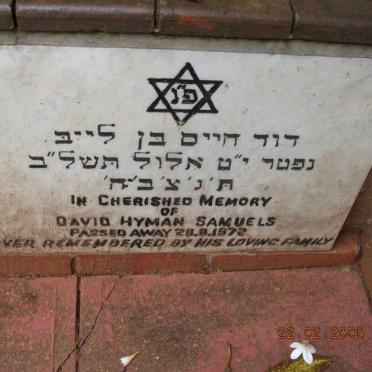 פ"נ
דוד חיים בן לייב
נפטר י"ט אלול תשל"ב
ת'נ'צ'ב'ה'
IN CHERISHED MEMORY
OF
DAVID HYMAN SAMUELS
PASSED AWAY 28.8.1972
VER REMEMBERED BY HIS LOVING FAMILY
22.02.2005